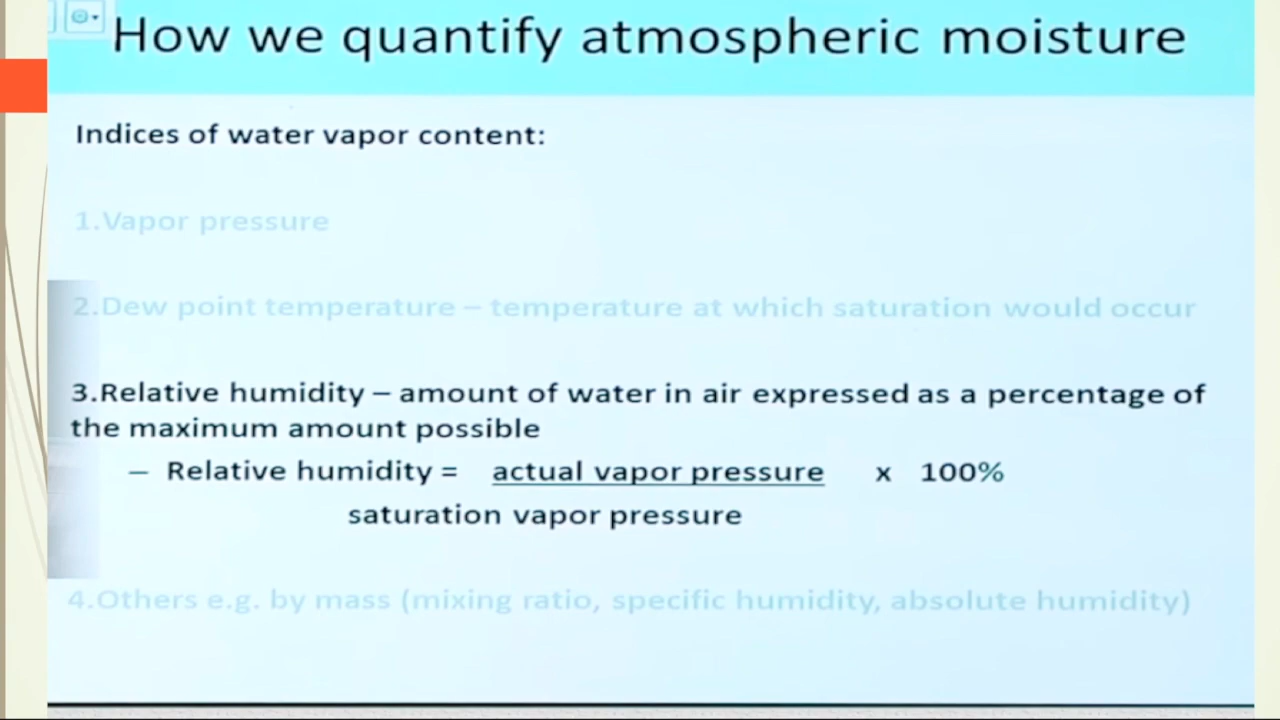 How we quantify atmospheric moisture
Indices of water vapor content:
1.Vapor pressure
2.Dew point temperature – temperature at which saturation would occur
3.Relative humidity – amount of water in air expressed as a percentage of
the maximum amount possible
– Relative humidity = actual vapor pressure x 100%
saturation vapor pressure
4.Others e.g. by mass (mixing ratio, specific humidity, absolute humidity)